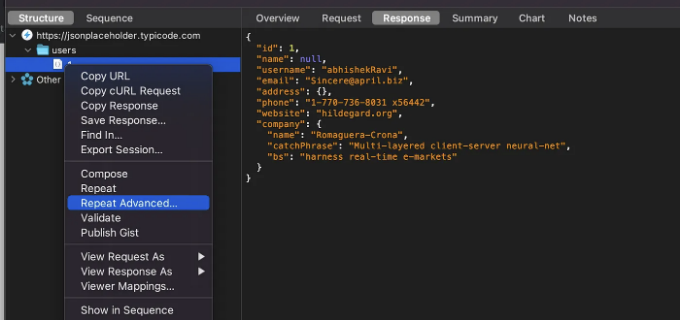 Structure
Sequence
https://jsonplaceholder.typicode.com
users
Other
Copy URL
Copy cURL Request
Copy Response
Save Response...
Find In...
Export Session...
Compose
Repeat
Repeat Advanced...
Validate
Publish Gist
View Request As
View Response As
Viewer Mappings...
Show in Sequence
Overview
Request
Response
Summary
Chart
Notes
{
"id": 1,
"name": null,
"username": "abhishekRavi",
"email": "Sincere@april.biz",
"address": {},
"phone": "1-770-736-8031 x56442",
"website": "hildegard.org",
"company": {
"name": "Romaguera-Crona",
"catchPhrase": "Multi-layered client-server neural-net",
"bs": "harness real-time e-markets"
}
}